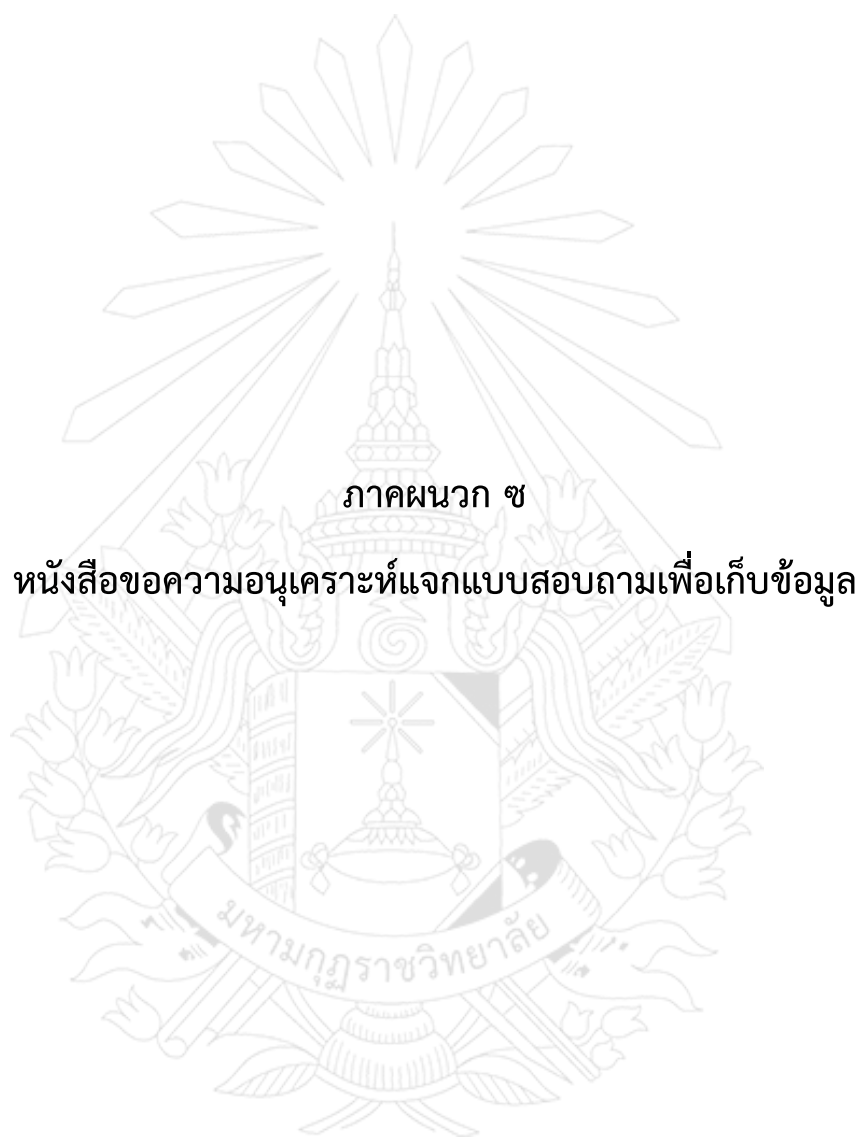 ภาคผนวก ซ
หนังสือขอความอนุเคราะห์แจกแบบสอบถามเพื่อเก็บข้อมูล
มหามกุฏราชวิทยาลัย